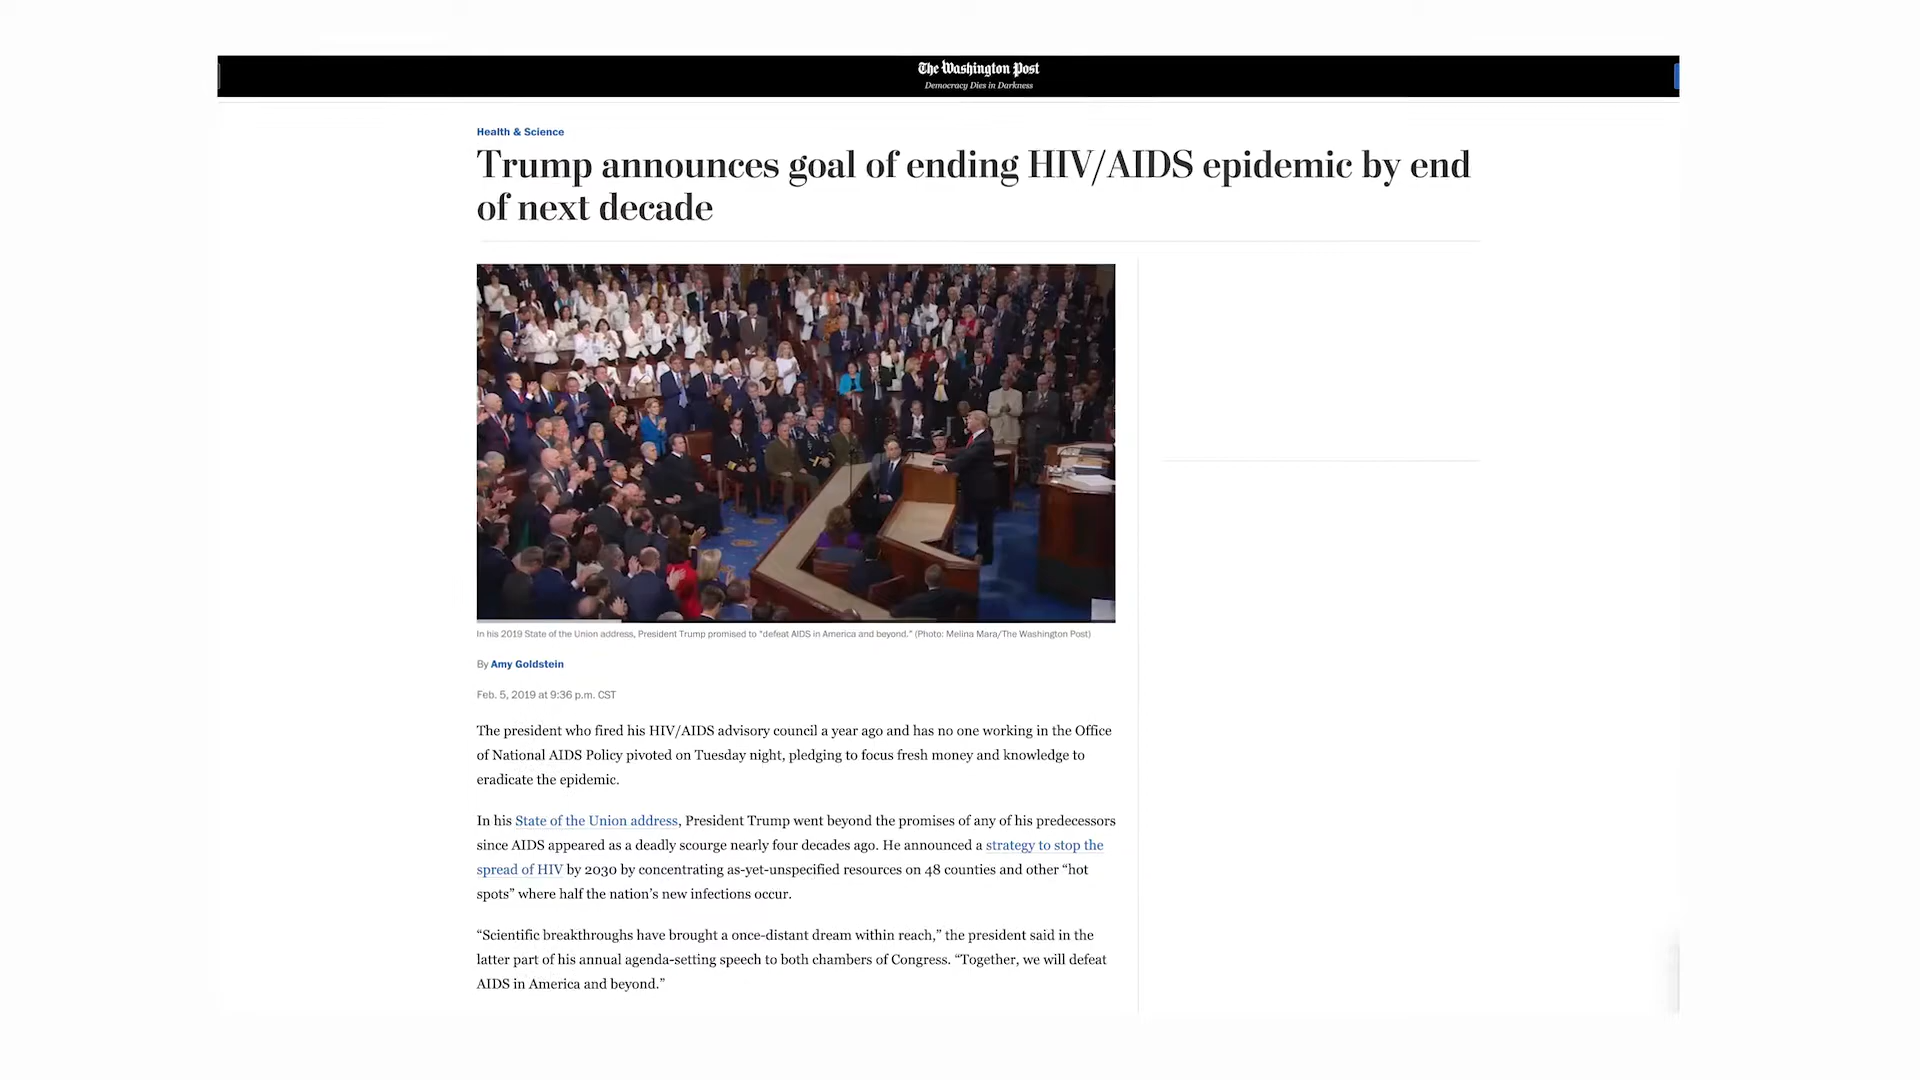 The Washington Post
Democracy Dies in Darkness
Health & Science
Trump announces goal of ending HIV/AIDS epidemic by end
of next decade
In his 2019 State of the Union address, President Trump promised to "defeat AIDS in America and beyond." (Photo: Melina Mara/The Washington Post)
By Amy Goldstein
Feb. 5, 2019 at 9:36 p.m. CST
The president who fired his HIV/AIDS advisory council a year ago and has no one working in the Office
of National AIDS Policy pivoted on Tuesday night, pledging to focus fresh money and knowledge to
eradicate the epidemic.
In his State of the Union address, President Trump went beyond the promises of any of his predecessors
since AIDS appeared as a deadly scourge nearly four decades ago. He announced a strategy to stop the
spread of HIV by 2030 by concentrating as-yet-unspecified resources on 48 counties and other “hot
spots” where half the nation’s new infections occur.
“Scientific breakthroughs have brought a once-distant dream within reach,” the president said in the
latter part of his annual agenda-setting speech to both chambers of Congress. “Together, we will defeat
AIDS in America and beyond.”